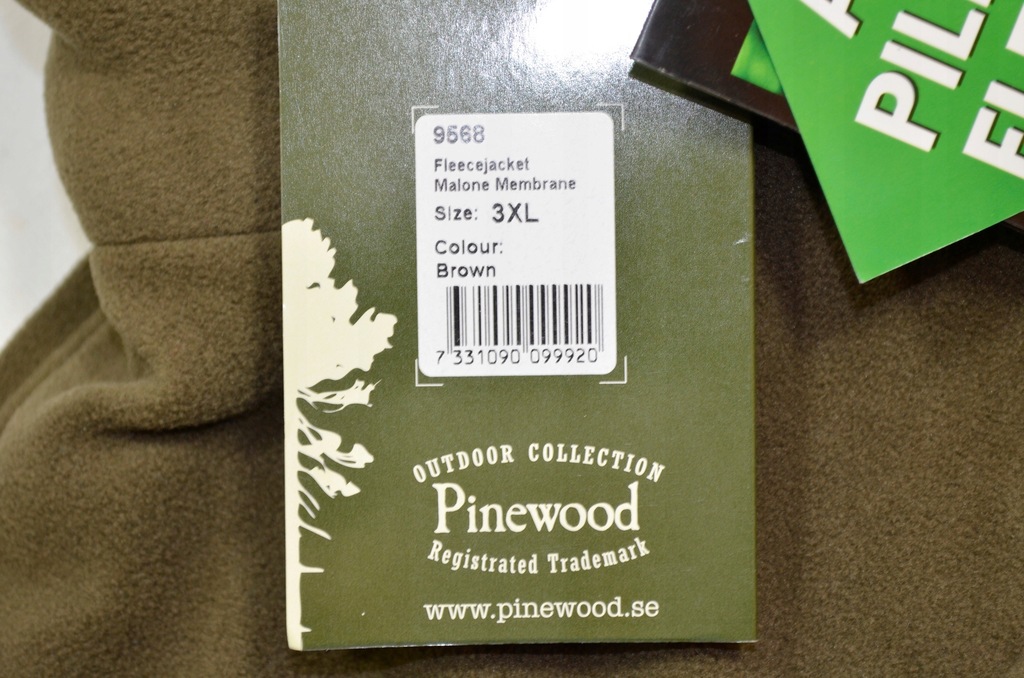 9568
Fleecejacket
Malone Membrane
Size: 3XL
Colour:
Brown
7 331090 099920
OUTDOOR COLLECTION
Pinewood
Registrated Trademark
www.pinewood.se